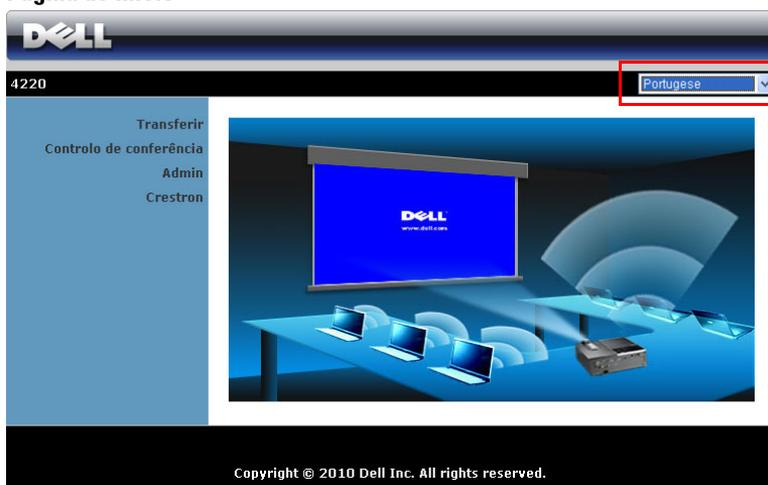 DELL
4220
Portugese
Transferir
Controlo de conferência
Admin
Crestron
DELL
www.dell.com
Copyright © 2010 Dell Inc. All rights reserved.